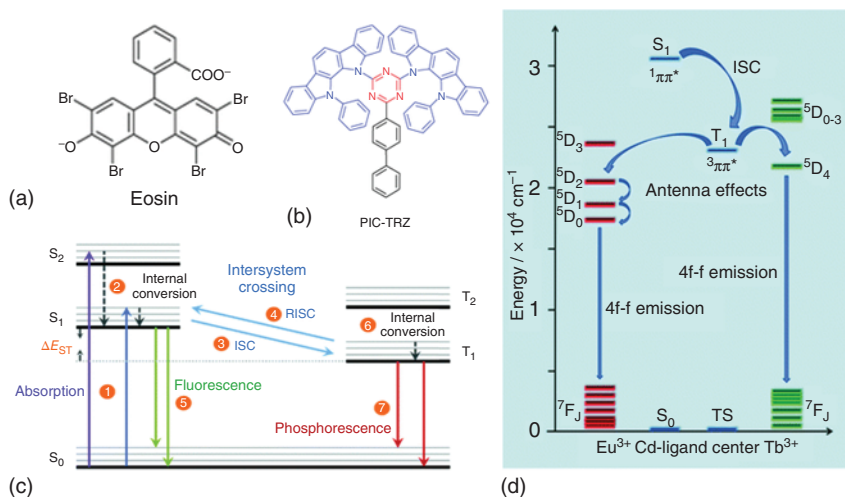 COO⁻
Br
Br
⁻O
O
O
Br
Br
Eosin
(a)
N
N
N
N
N
N
N
(b)
PIC-TRZ
S₂
2
Internal
conversion
Intersystem
crossing
4 RISC
3 ISC
S₁
ΔE_ST
Absorption
1
5
Fluorescence
T₂
6
Internal
conversion
T₁
Phosphorescence
7
S₀
(c)
Energy / × 10⁴ cm⁻¹
3
2
1
0
S₁
¹ππ*
ISC
T₁
³ππ*
⁵D₀₋₃
⁵D₄
⁵D₃
⁵D₂
⁵D₁
⁵D₀
Antenna effects
4f-f emission
4f-f emission
⁷F_J
S₀
TS
⁷F_J
Eu³⁺ Cd-ligand center Tb³⁺
(d)